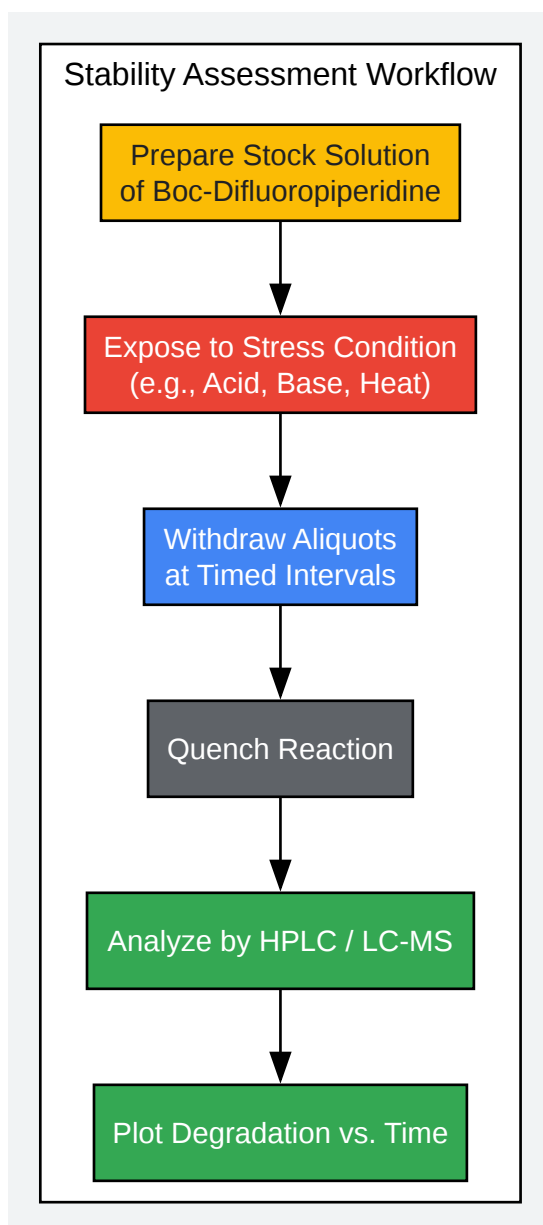 Stability Assessment Workflow
Prepare Stock Solution
of Boc-Difluoropiperidine
Expose to Stress Condition
(e.g., Acid, Base, Heat)
Withdraw Aliquots
at Timed Intervals
Quench Reaction
Analyze by HPLC / LC-MS
Plot Degradation vs. Time